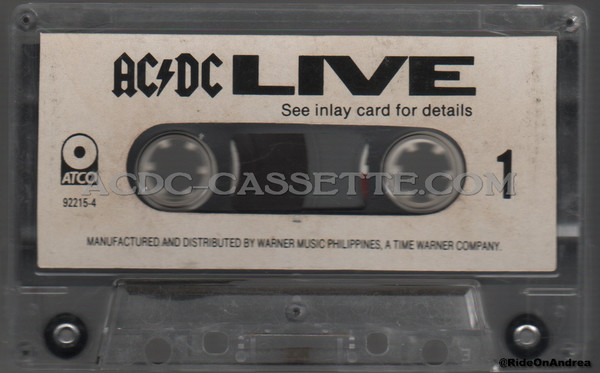 AC⚡DC LIVE
See inlay card for details
ATCO
ACDC-CASSETTE.COM
1
92215-4
MANUFACTURED AND DISTRIBUTED BY WARNER MUSIC PHILIPPINES, A TIME WARNER COMPANY.
@RideOnAndrea